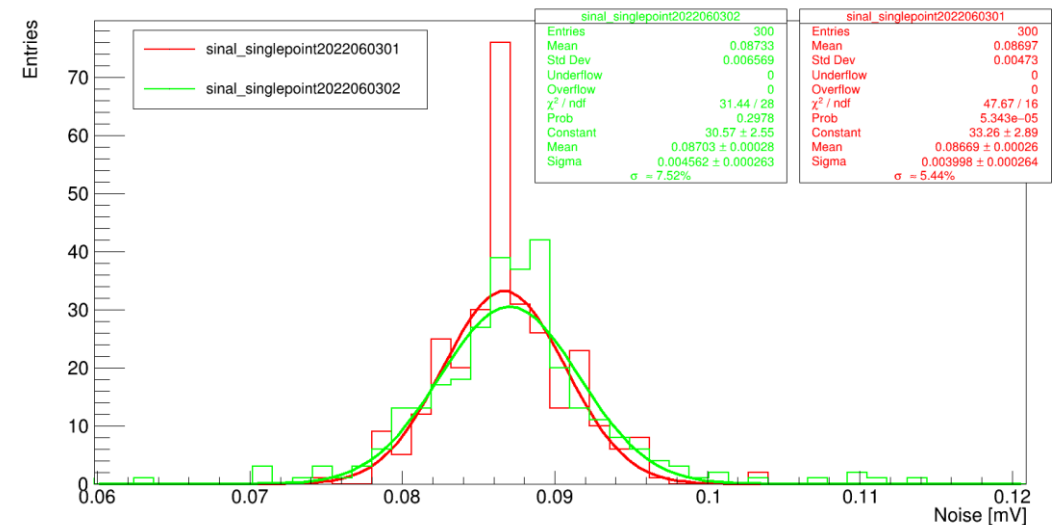 Entries
70
60
50
40
30
20
10
0
sinal_singlepoint2022060301
sinal_singlepoint2022060302
sinal_singlepoint2022060302
Entries 300
Mean 0.08733
Std Dev 0.006569
Underflow 0
Overflow 0
χ² / ndf 31.44 / 28
Prob 0.2978
Constant 30.57 ± 2.55
Mean 0.08703 ± 0.00028
Sigma 0.004562 ± 0.000263
σ = 7.52%
sinal_singlepoint2022060301
Entries 300
Mean 0.08697
Std Dev 0.00473
Underflow 0
Overflow 0
χ² / ndf 47.67 / 16
Prob 5.343e−05
Constant 33.26 ± 2.89
Mean 0.08669 ± 0.00026
Sigma 0.003998 ± 0.000264
σ = 5.44%
0.06 0.07 0.08 0.09 0.1 0.11 0.12
Noise [mV]